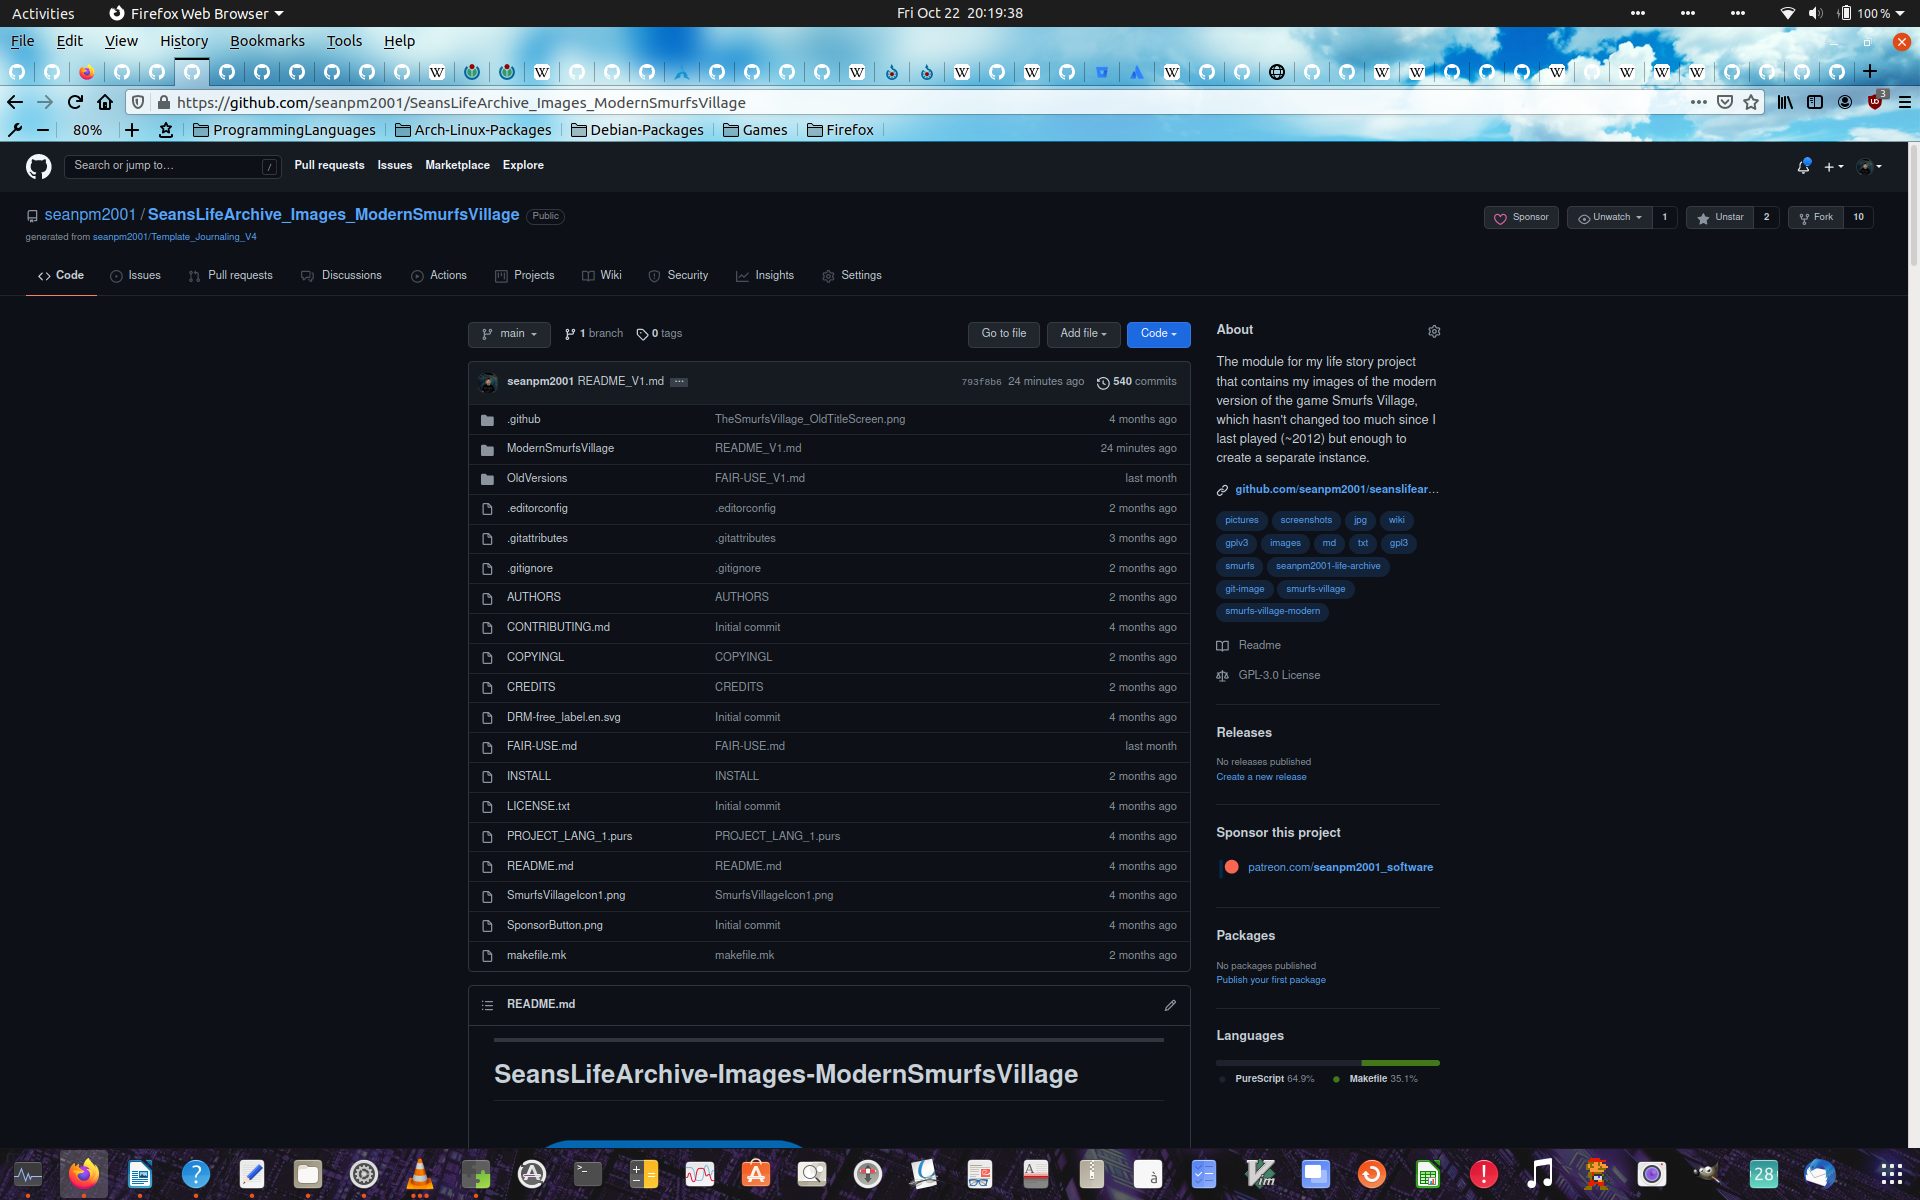 Activities Firefox Web Browser Fri Oct 22 20:19:38 100 %
File Edit View History Bookmarks Tools Help
https://github.com/seanpm2001/SeansLifeArchive_Images_ModernSmurfsVillage 3
80% ProgrammingLanguages Arch-Linux-Packages Debian-Packages Games Firefox
Search or jump to... / Pull requests Issues Marketplace Explore
seanpm2001 / SeansLifeArchive_Images_ModernSmurfsVillage Public Sponsor Unwatch 1 Unstar 2 Fork 10
generated from seanpm2001/Template_Journaling_V4
Code Issues Pull requests Discussions Actions Projects Wiki Security Insights Settings
main 1 branch 0 tags Go to file Add file Code
seanpm2001 README_V1.md ... 793f8b6 24 minutes ago 540 commits
.github TheSmurfsVillage_OldTitleScreen.png 4 months ago
ModernSmurfsVillage README_V1.md 24 minutes ago
OldVersions FAIR-USE_V1.md last month
.editorconfig .editorconfig 2 months ago
.gitattributes .gitattributes 3 months ago
.gitignore .gitignore 2 months ago
AUTHORS AUTHORS 2 months ago
CONTRIBUTING.md Initial commit 4 months ago
COPYINGL COPYINGL 2 months ago
CREDITS CREDITS 2 months ago
DRM-free_label.en.svg Initial commit 4 months ago
FAIR-USE.md FAIR-USE.md last month
INSTALL INSTALL 2 months ago
LICENSE.txt Initial commit 4 months ago
PROJECT_LANG_1.purs PROJECT_LANG_1.purs 4 months ago
README.md README.md 4 months ago
SmurfsVillageIcon1.png SmurfsVillageIcon1.png 4 months ago
SponsorButton.png Initial commit 4 months ago
makefile.mk makefile.mk 2 months ago
README.md
SeansLifeArchive-Images-ModernSmurfsVillage
About
The module for my life story project
that contains my images of the modern
version of the game Smurfs Village,
which hasn't changed too much since I
last played (~2012) but enough to
create a separate instance.
github.com/seanpm2001/seanslifear...
pictures screenshots jpg wiki
gplv3 images md txt gpl3
smurfs seanpm2001-life-archive
git-image smurfs-village
smurfs-village-modern
Readme
GPL-3.0 License
Releases
No releases published
Create a new release
Sponsor this project
patreon.com/seanpm2001_software
Packages
No packages published
Publish your first package
Languages
PureScript 64.9% Makefile 35.1%
28